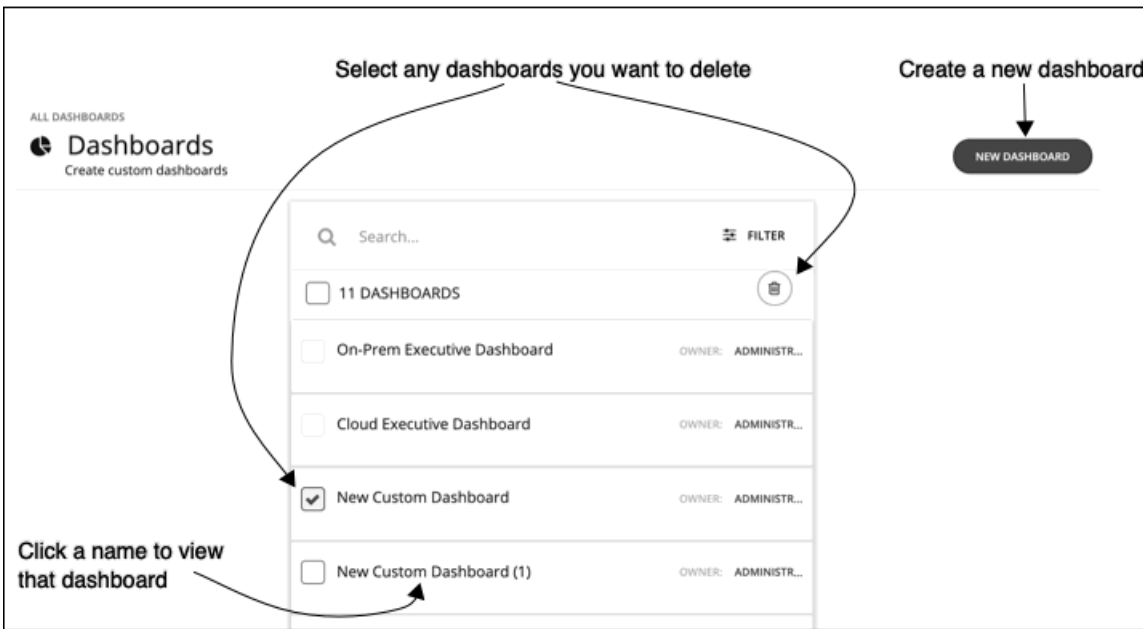 Select any dashboards you want to delete
Create a new dashboard
ALL DASHBOARDS
Dashboards
Create custom dashboards
NEW DASHBOARD
Search...
FILTER
11 DASHBOARDS
On-Prem Executive Dashboard
OWNER: ADMINISTR...
Cloud Executive Dashboard
OWNER: ADMINISTR...
New Custom Dashboard
OWNER: ADMINISTR...
Click a name to view
that dashboard
New Custom Dashboard (1)
OWNER: ADMINISTR...